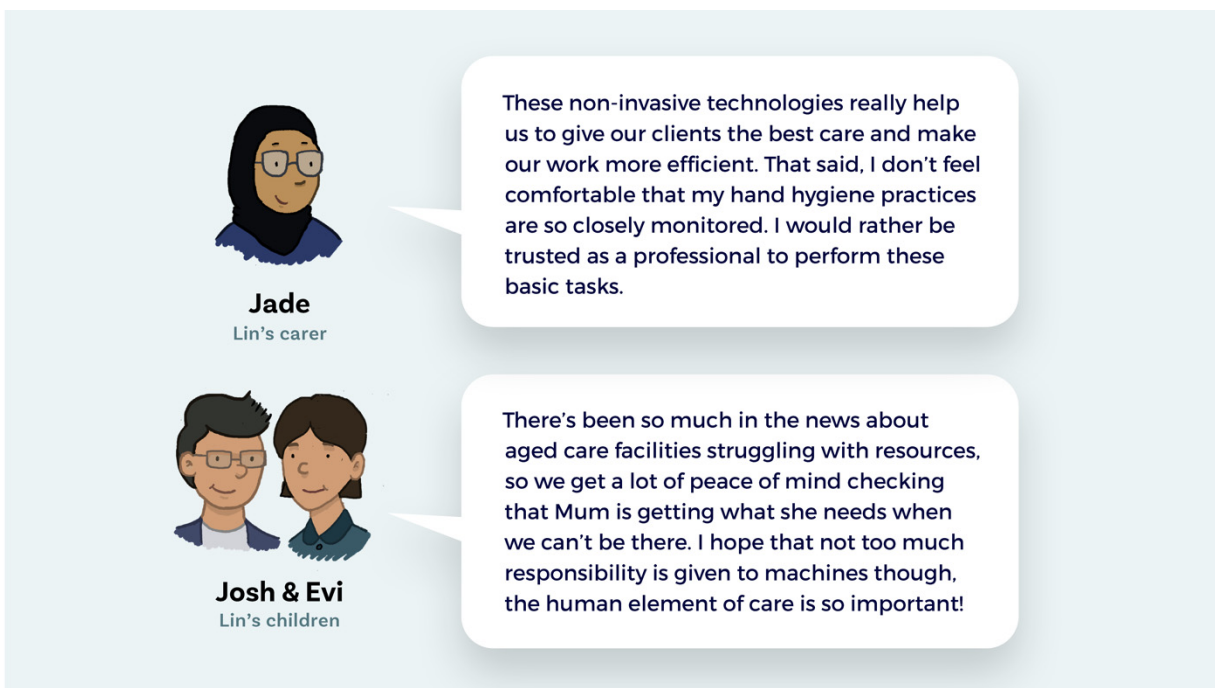 These non-invasive technologies really help
us to give our clients the best care and make
our work more efficient. That said, I don’t feel
comfortable that my hand hygiene practices
are so closely monitored. I would rather be
trusted as a professional to perform these
basic tasks.
Jade
Lin’s carer
There’s been so much in the news about
aged care facilities struggling with resources,
so we get a lot of peace of mind checking
that Mum is getting what she needs when
we can’t be there. I hope that not too much
responsibility is given to machines though,
the human element of care is so important!
Josh & Evi
Lin’s children